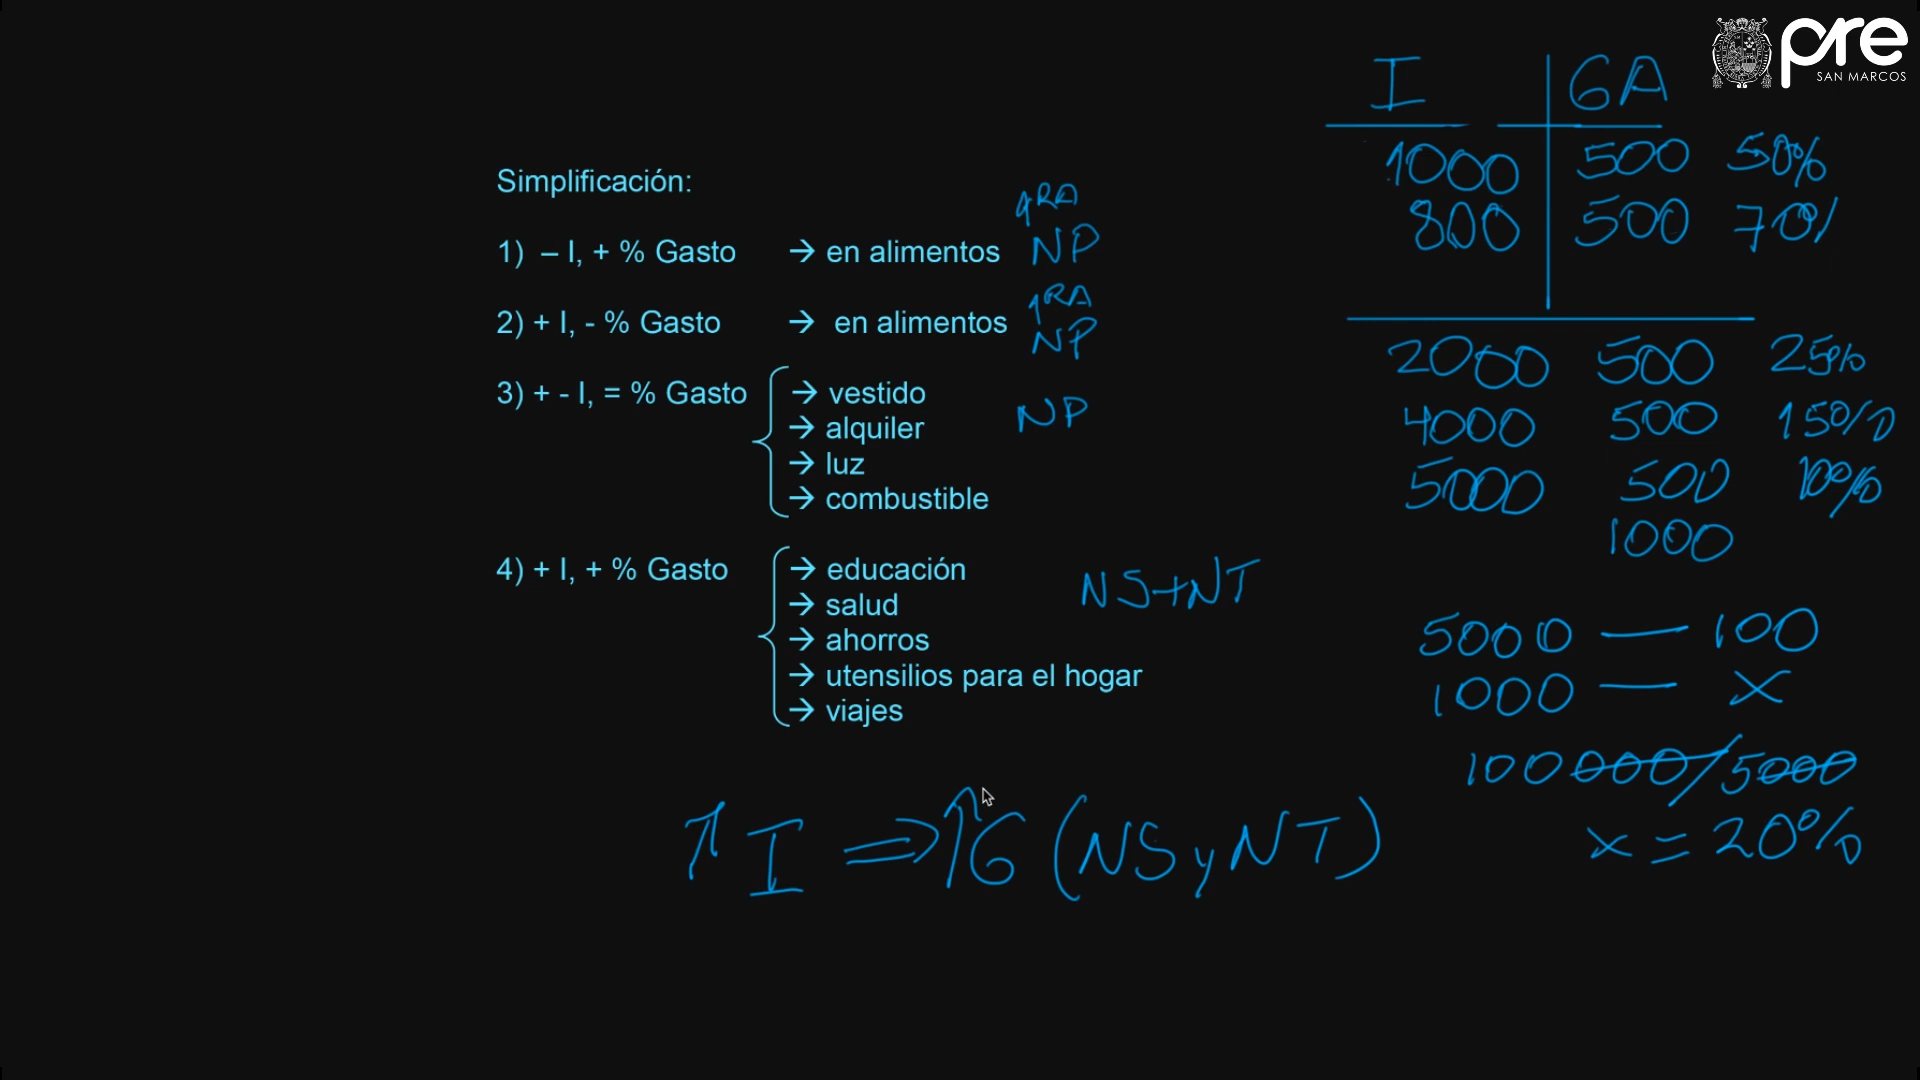 pre
SAN MARCOS
Simplificación:
1RA
1) – I, + % Gasto → en alimentos NP
1RA
2) + I, - % Gasto → en alimentos NP
3) + - I, = % Gasto → vestido NP
→ alquiler
→ luz
→ combustible
4) + I, + % Gasto → educación NS+NT
→ salud
→ ahorros
→ utensilios para el hogar
→ viajes
↑ I ⇒ ↑G (NS y NT)
I GA
1000 500 50%
800 500 70%
2000 500 25%
4000 500 15%
5000 500 10%
1000
5000 — 100
1000 — x
100000/5000
x = 20%